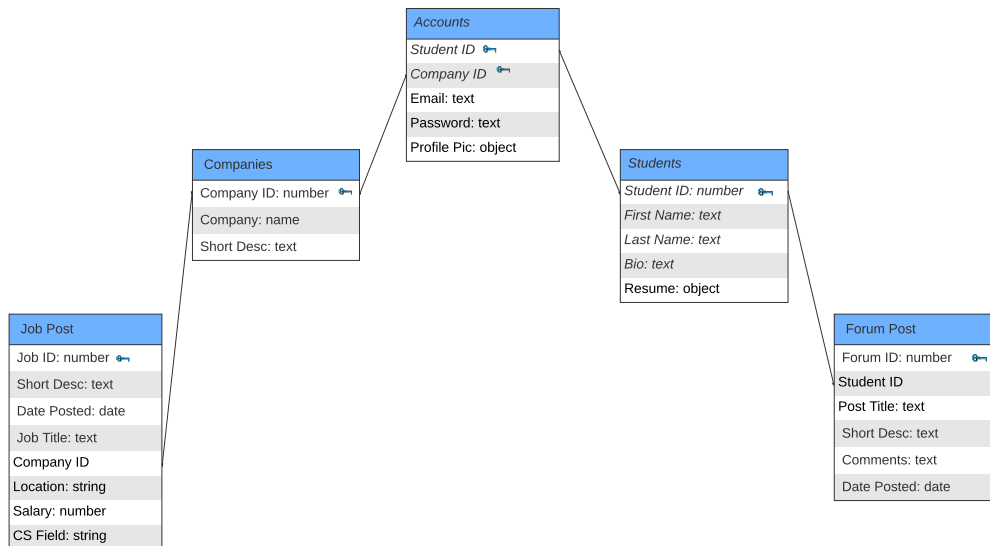 Accounts
Student ID
Company ID
Email: text
Password: text
Profile Pic: object
Companies
Company ID: number
Company: name
Short Desc: text
Students
Student ID: number
First Name: text
Last Name: text
Bio: text
Resume: object
Job Post
Job ID: number
Short Desc: text
Date Posted: date
Job Title: text
Company ID
Location: string
Salary: number
CS Field: string
Forum Post
Forum ID: number
Student ID
Post Title: text
Short Desc: text
Comments: text
Date Posted: date